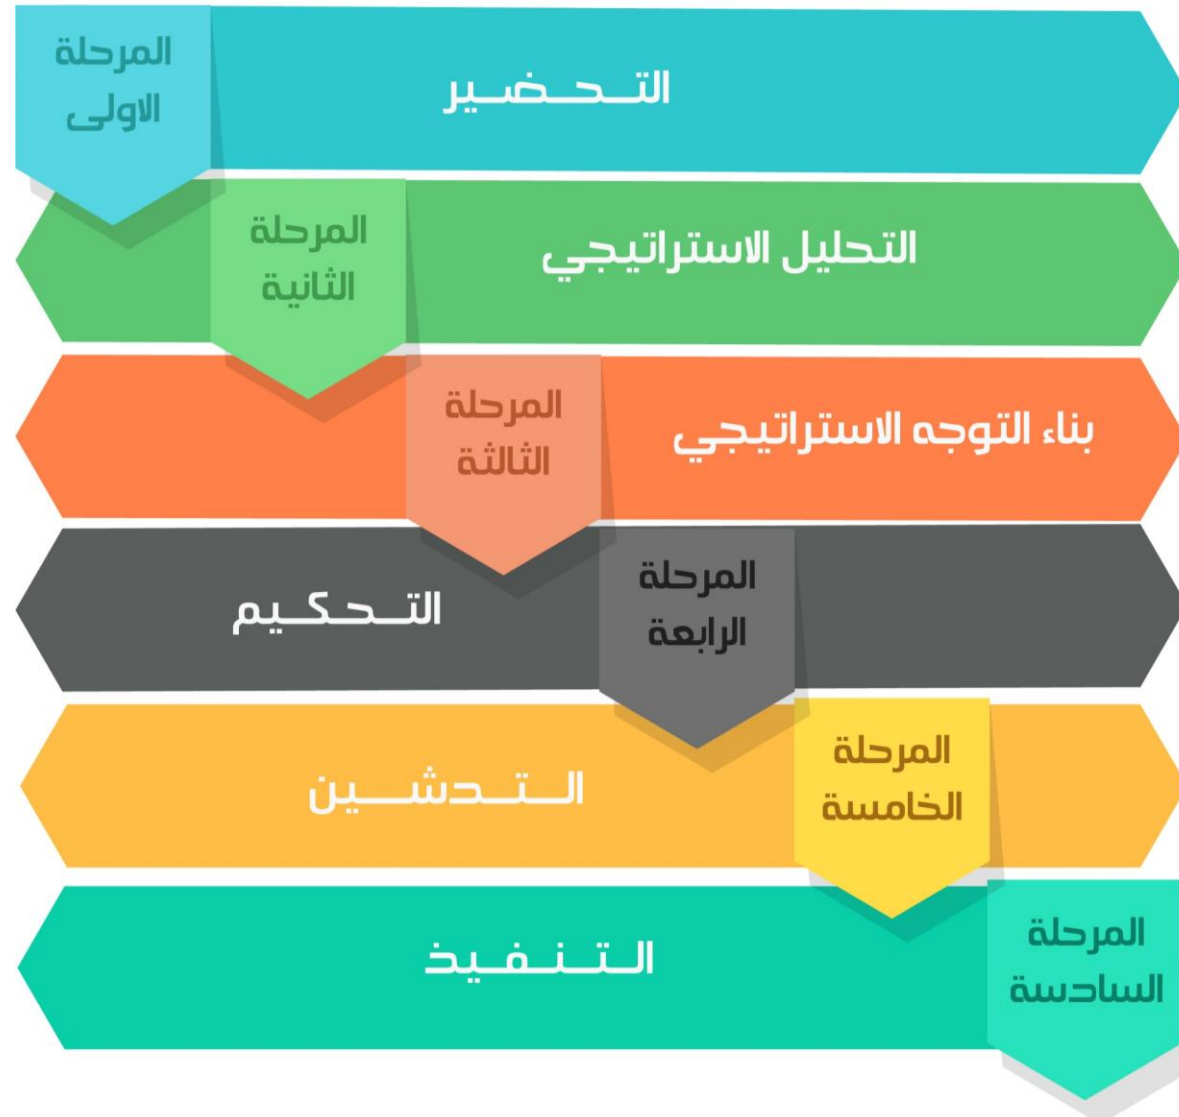 المرحلة
الاولى
التحضير
المرحلة
الثانية
التحليل الاستراتيجي
المرحلة
الثالثة
بناء التوجه الاستراتيجي
المرحلة
الرابعة
التحكيم
المرحلة
الخامسة
التدشين
المرحلة
السادسة
التنفيذ